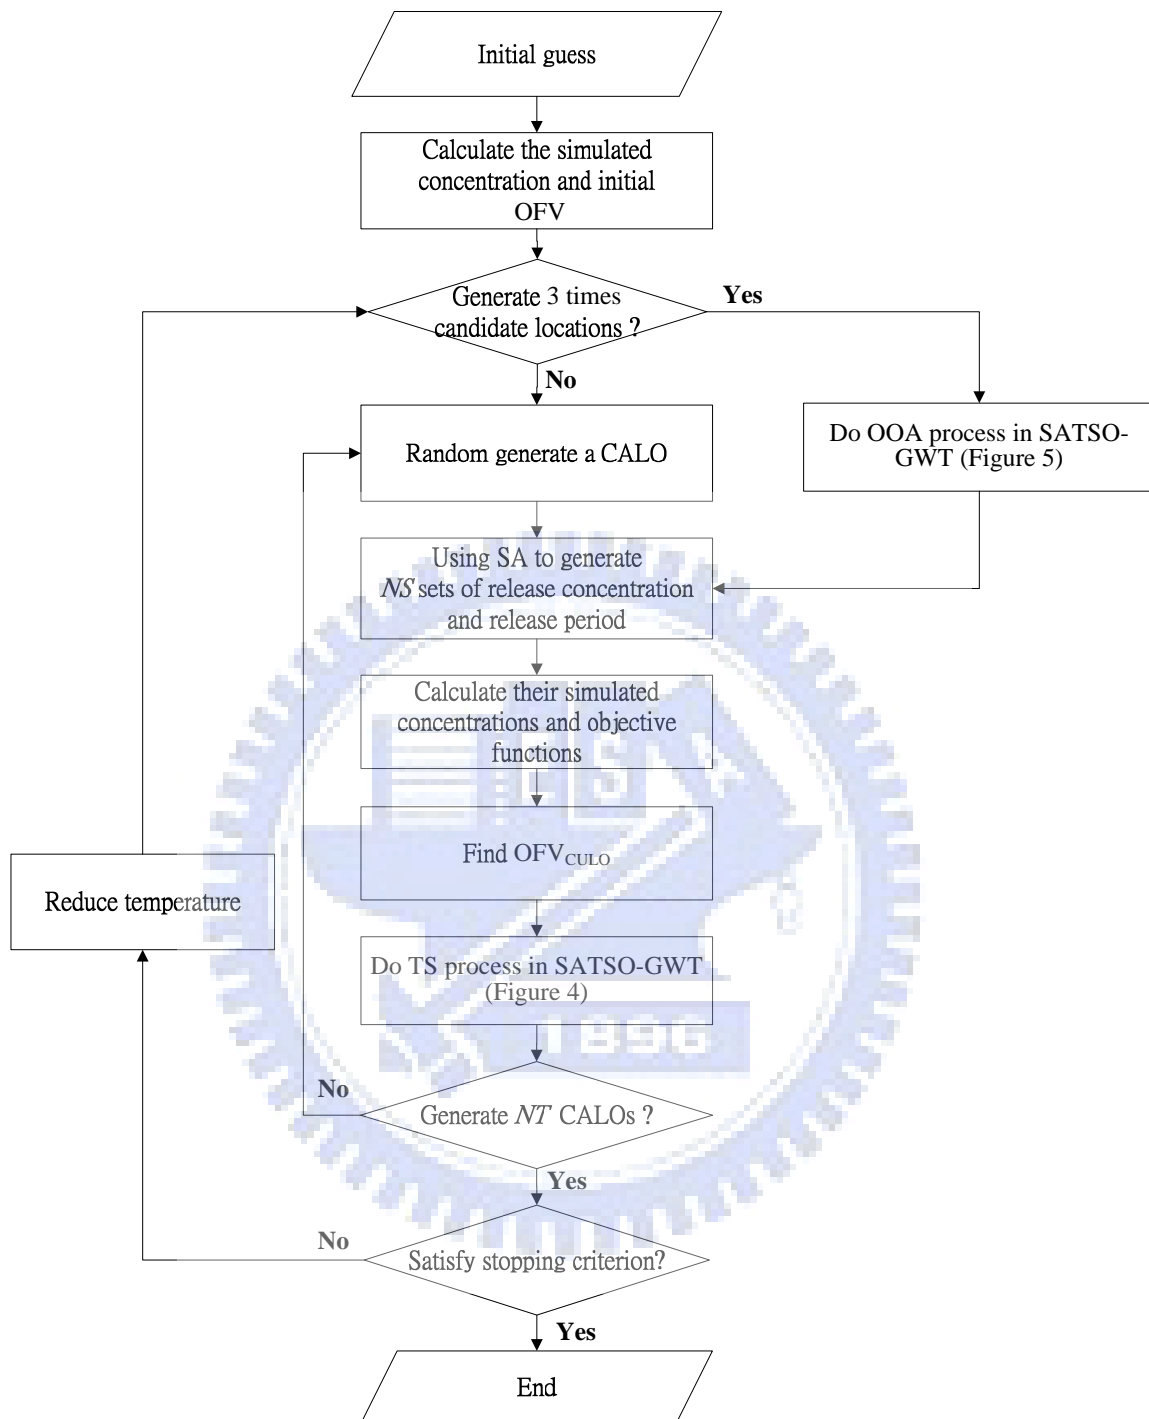 Initial guess
Calculate the simulated
concentration and initial
OFV
Generate 3 times
candidate locations ?
Yes
No
Random generate a CALO
Do OOA process in SATSO-
GWT (Figure 5)
Using SA to generate
NS sets of release concentration
and release period
Calculate their simulated
concentrations and objective
functions
Find OFV_CULO
Reduce temperature
Do TS process in SATSO-GWT
(Figure 4)
1896
No
Generate NT CALOs ?
Yes
No
Satisfy stopping criterion?
Yes
End